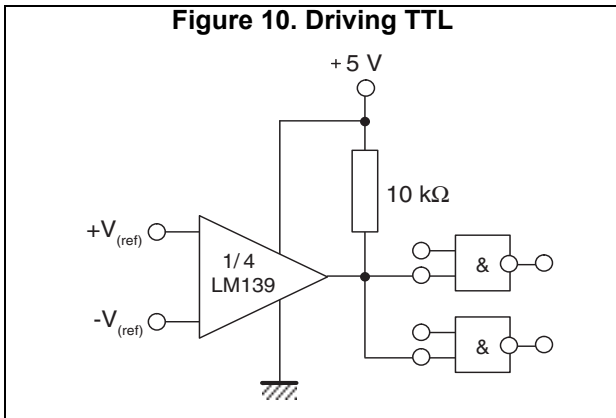 Figure 10. Driving TTL
+5 V
10 kΩ
+V(ref)
1/4
LM139
-V(ref)
&
&